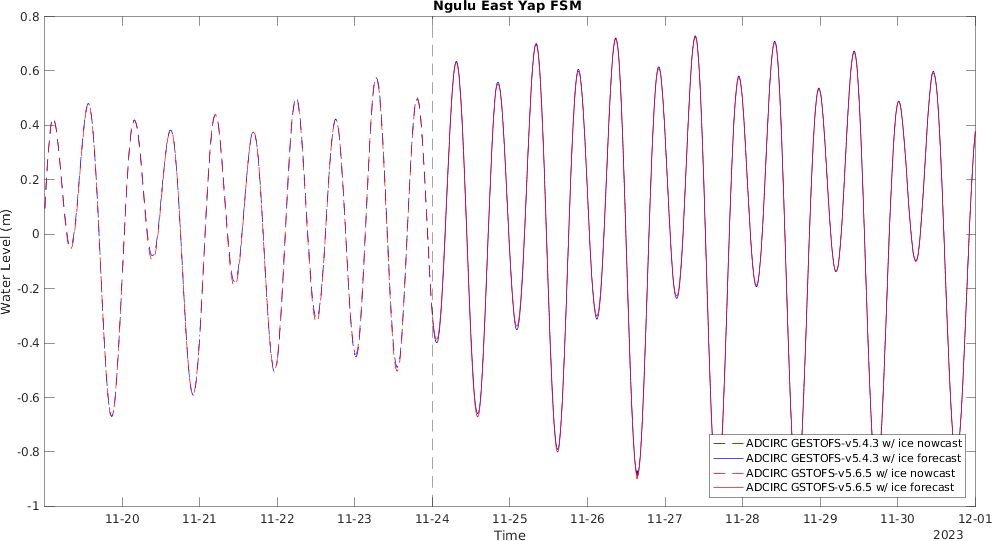 Ngulu East Yap FSM
0.8
0.6
0.4
0.2
0
-0.2
-0.4
-0.6
-0.8
-1
Water Level (m)
ADCIRC GESTOFS-v5.4.3 w/ ice nowcast
ADCIRC GESTOFS-v5.4.3 w/ ice forecast
ADCIRC GSTOFS-v5.6.5 w/ ice nowcast
ADCIRC GSTOFS-v5.6.5 w/ ice forecast
11-20 11-21 11-22 11-23 11-24 11-25 11-26 11-27 11-28 11-29 11-30 12-01
Time
2023